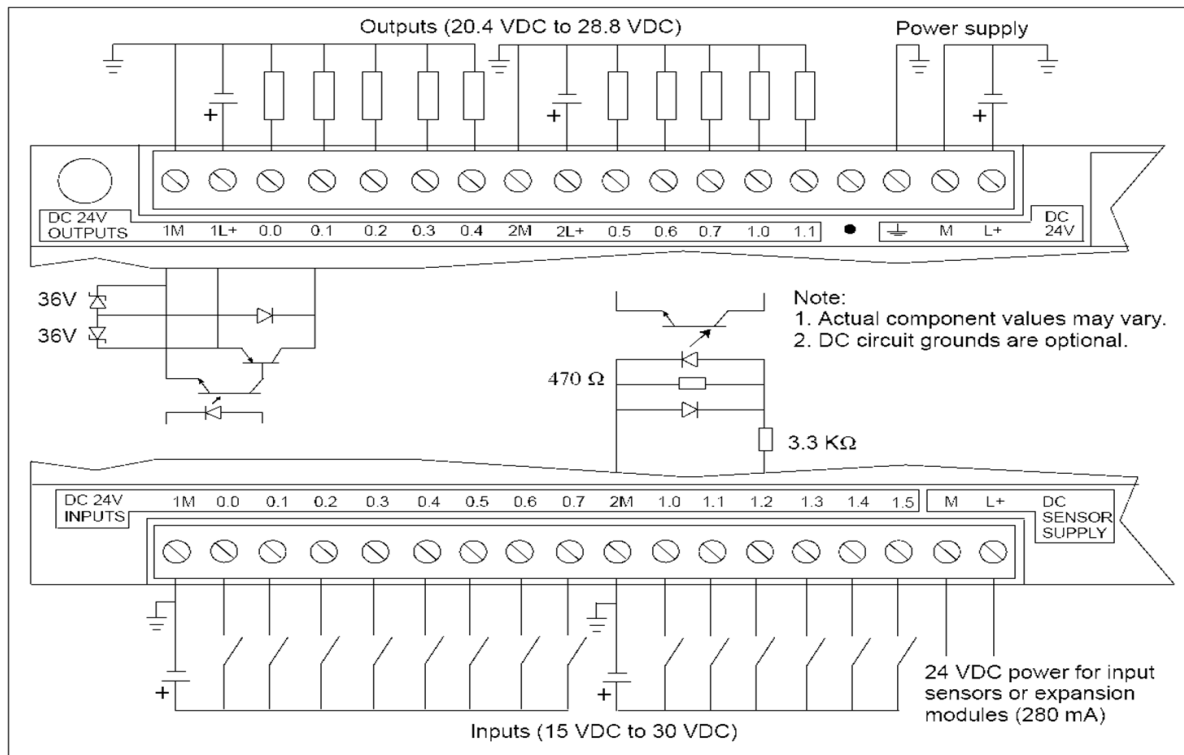 Outputs (20.4 VDC to 28.8 VDC)
Power supply
+
+
+
DC 24V
OUTPUTS
1M 1L+ 0.0 0.1 0.2 0.3 0.4 2M 2L+ 0.5 0.6 0.7 1.0 1.1 ● ⏚ M L+
DC
24V
36V
36V
470 Ω
3.3 KΩ
Note:
1. Actual component values may vary.
2. DC circuit grounds are optional.
DC 24V
INPUTS
1M 0.0 0.1 0.2 0.3 0.4 0.5 0.6 0.7 2M 1.0 1.1 1.2 1.3 1.4 1.5 M L+
DC
SENSOR
SUPPLY
+
+
24 VDC power for input
sensors or expansion
modules (280 mA)
Inputs (15 VDC to 30 VDC)